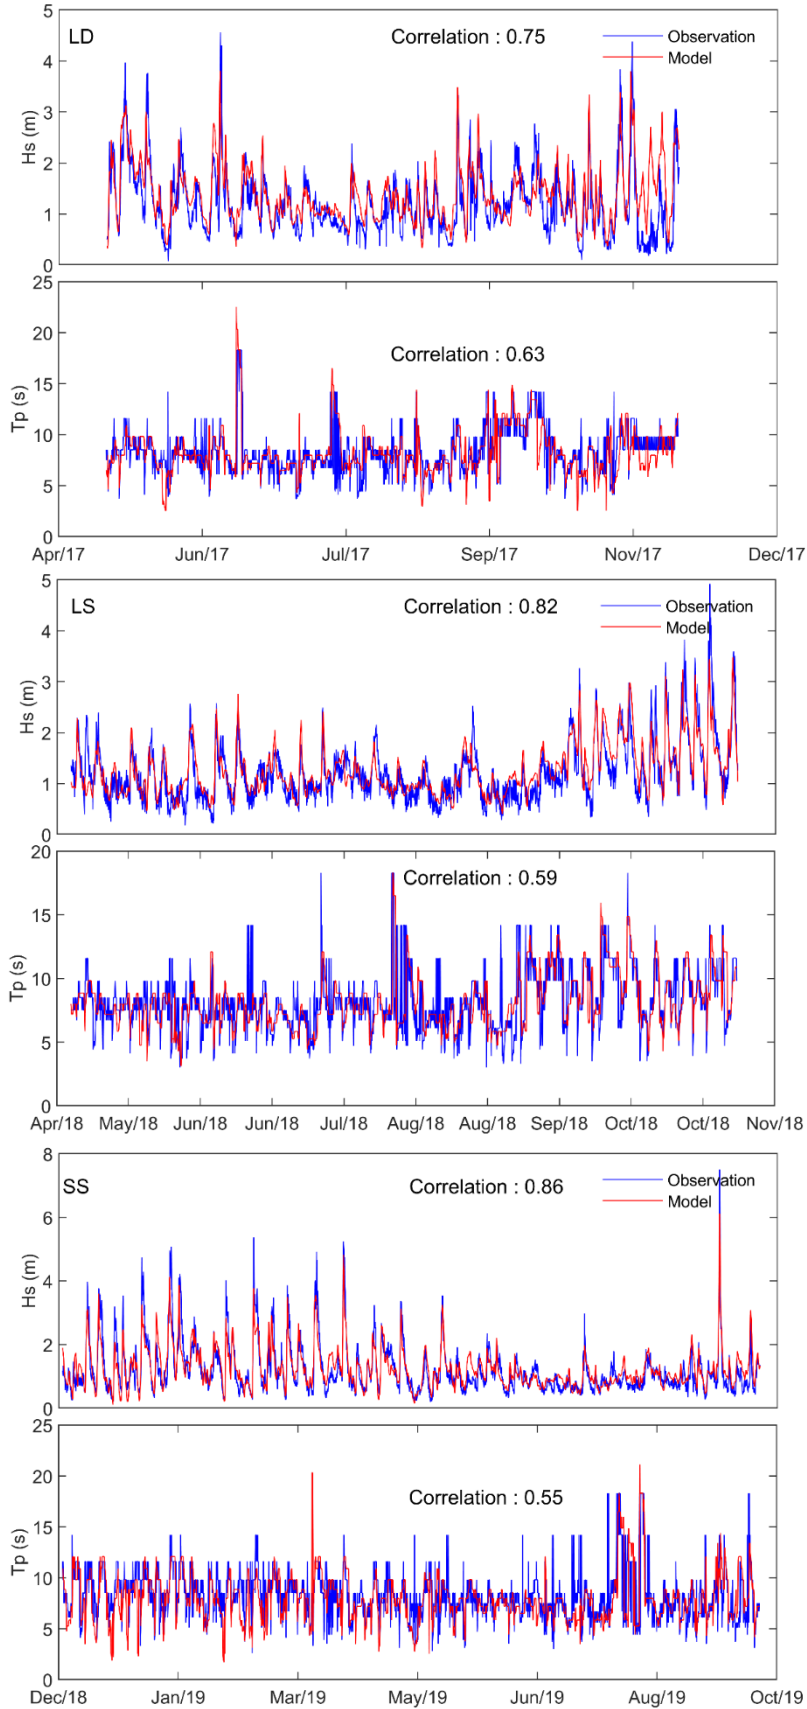 5
LD
Correlation : 0.75
Observation
Model
4
3
Hs (m)
2
1
0
25
20
Correlation : 0.63
15
Tp (s)
10
5
0
Apr/17 Jun/17 Jul/17 Sep/17 Nov/17 Dec/17
5
LS
Correlation : 0.82
Observation
Model
4
3
Hs (m)
2
1
0
20
Correlation : 0.59
15
Tp (s)
10
5
0
Apr/18 May/18 Jun/18 Jun/18 Jul/18 Aug/18 Aug/18 Sep/18 Oct/18 Oct/18 Nov/18
8
SS
Correlation : 0.86
Observation
Model
6
Hs (m)
4
2
0
25
20
Correlation : 0.55
15
Tp (s)
10
5
0
Dec/18 Jan/19 Mar/19 May/19 Jun/19 Aug/19 Oct/19